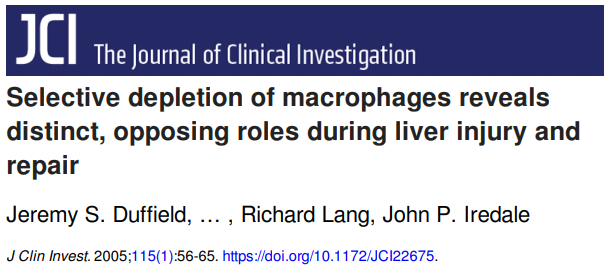 JCI The Journal of Clinical Investigation
Selective depletion of macrophages reveals
distinct, opposing roles during liver injury and
repair
Jeremy S. Duffield, … , Richard Lang, John P. Iredale
J Clin Invest. 2005;115(1):56-65. https://doi.org/10.1172/JCI22675.